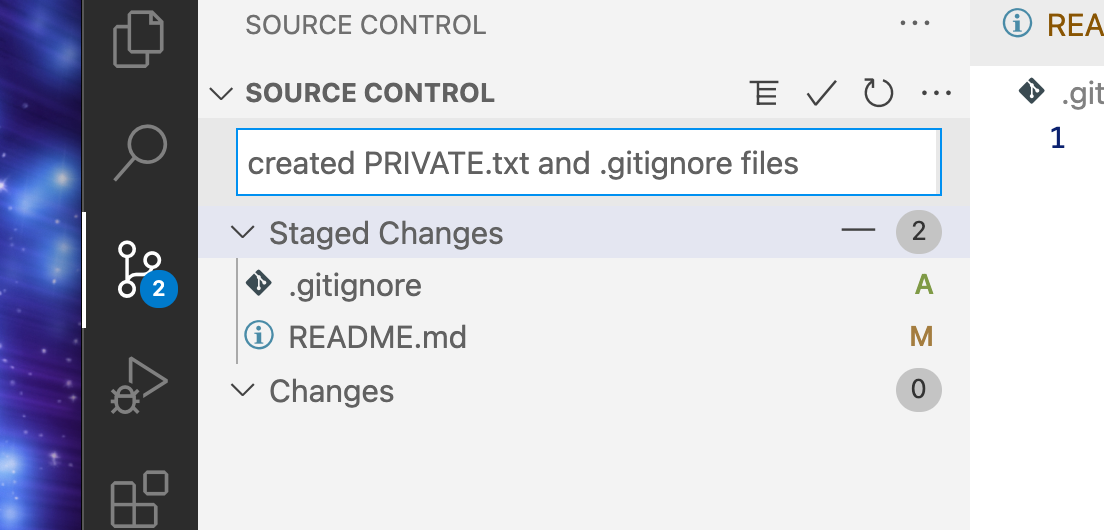 SOURCE CONTROL
SOURCE CONTROL
created PRIVATE.txt and .gitignore files
Staged Changes 2
.gitignore A
2
README.md M
Changes 0
REA
.git
1